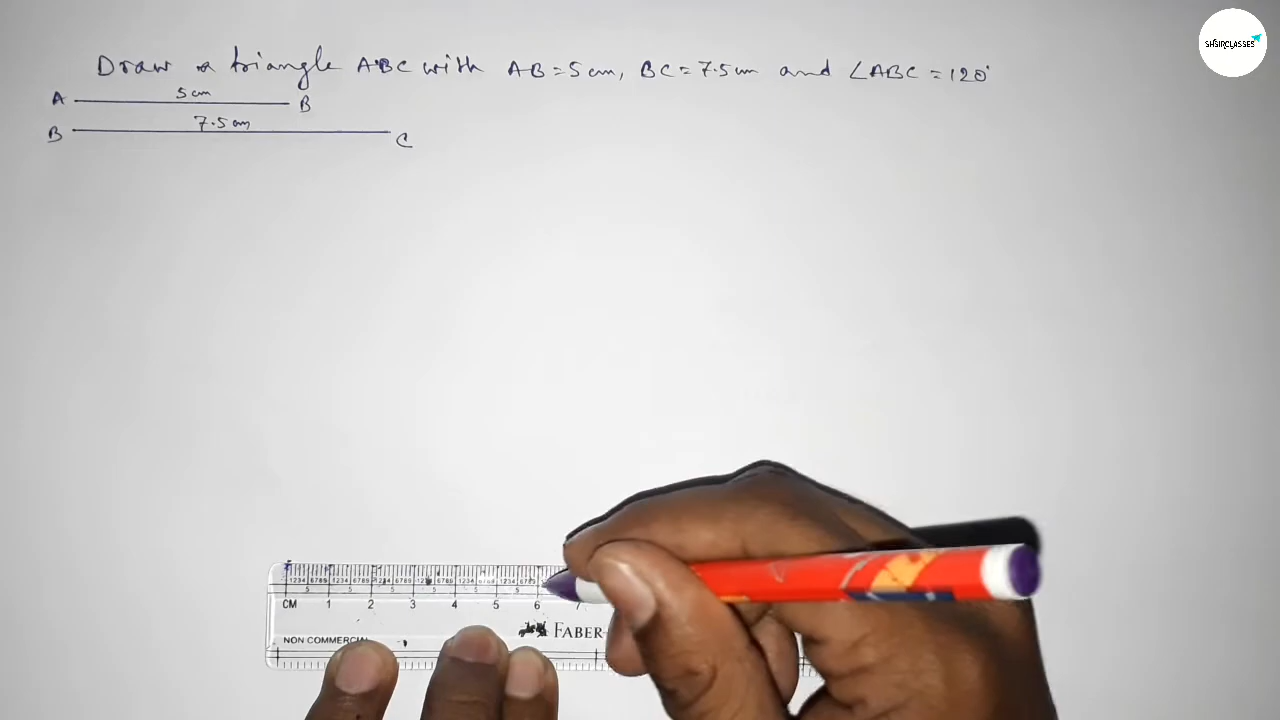 SHSIRCLASSES
Draw a triangle ABC with AB = 5 cm, BC = 7.5 cm and ∠ABC = 120°
A 5 cm B
B 7.5 cm C
CM 1 2 3 4 5 6 7
NON COMMERCIAL
FABER-